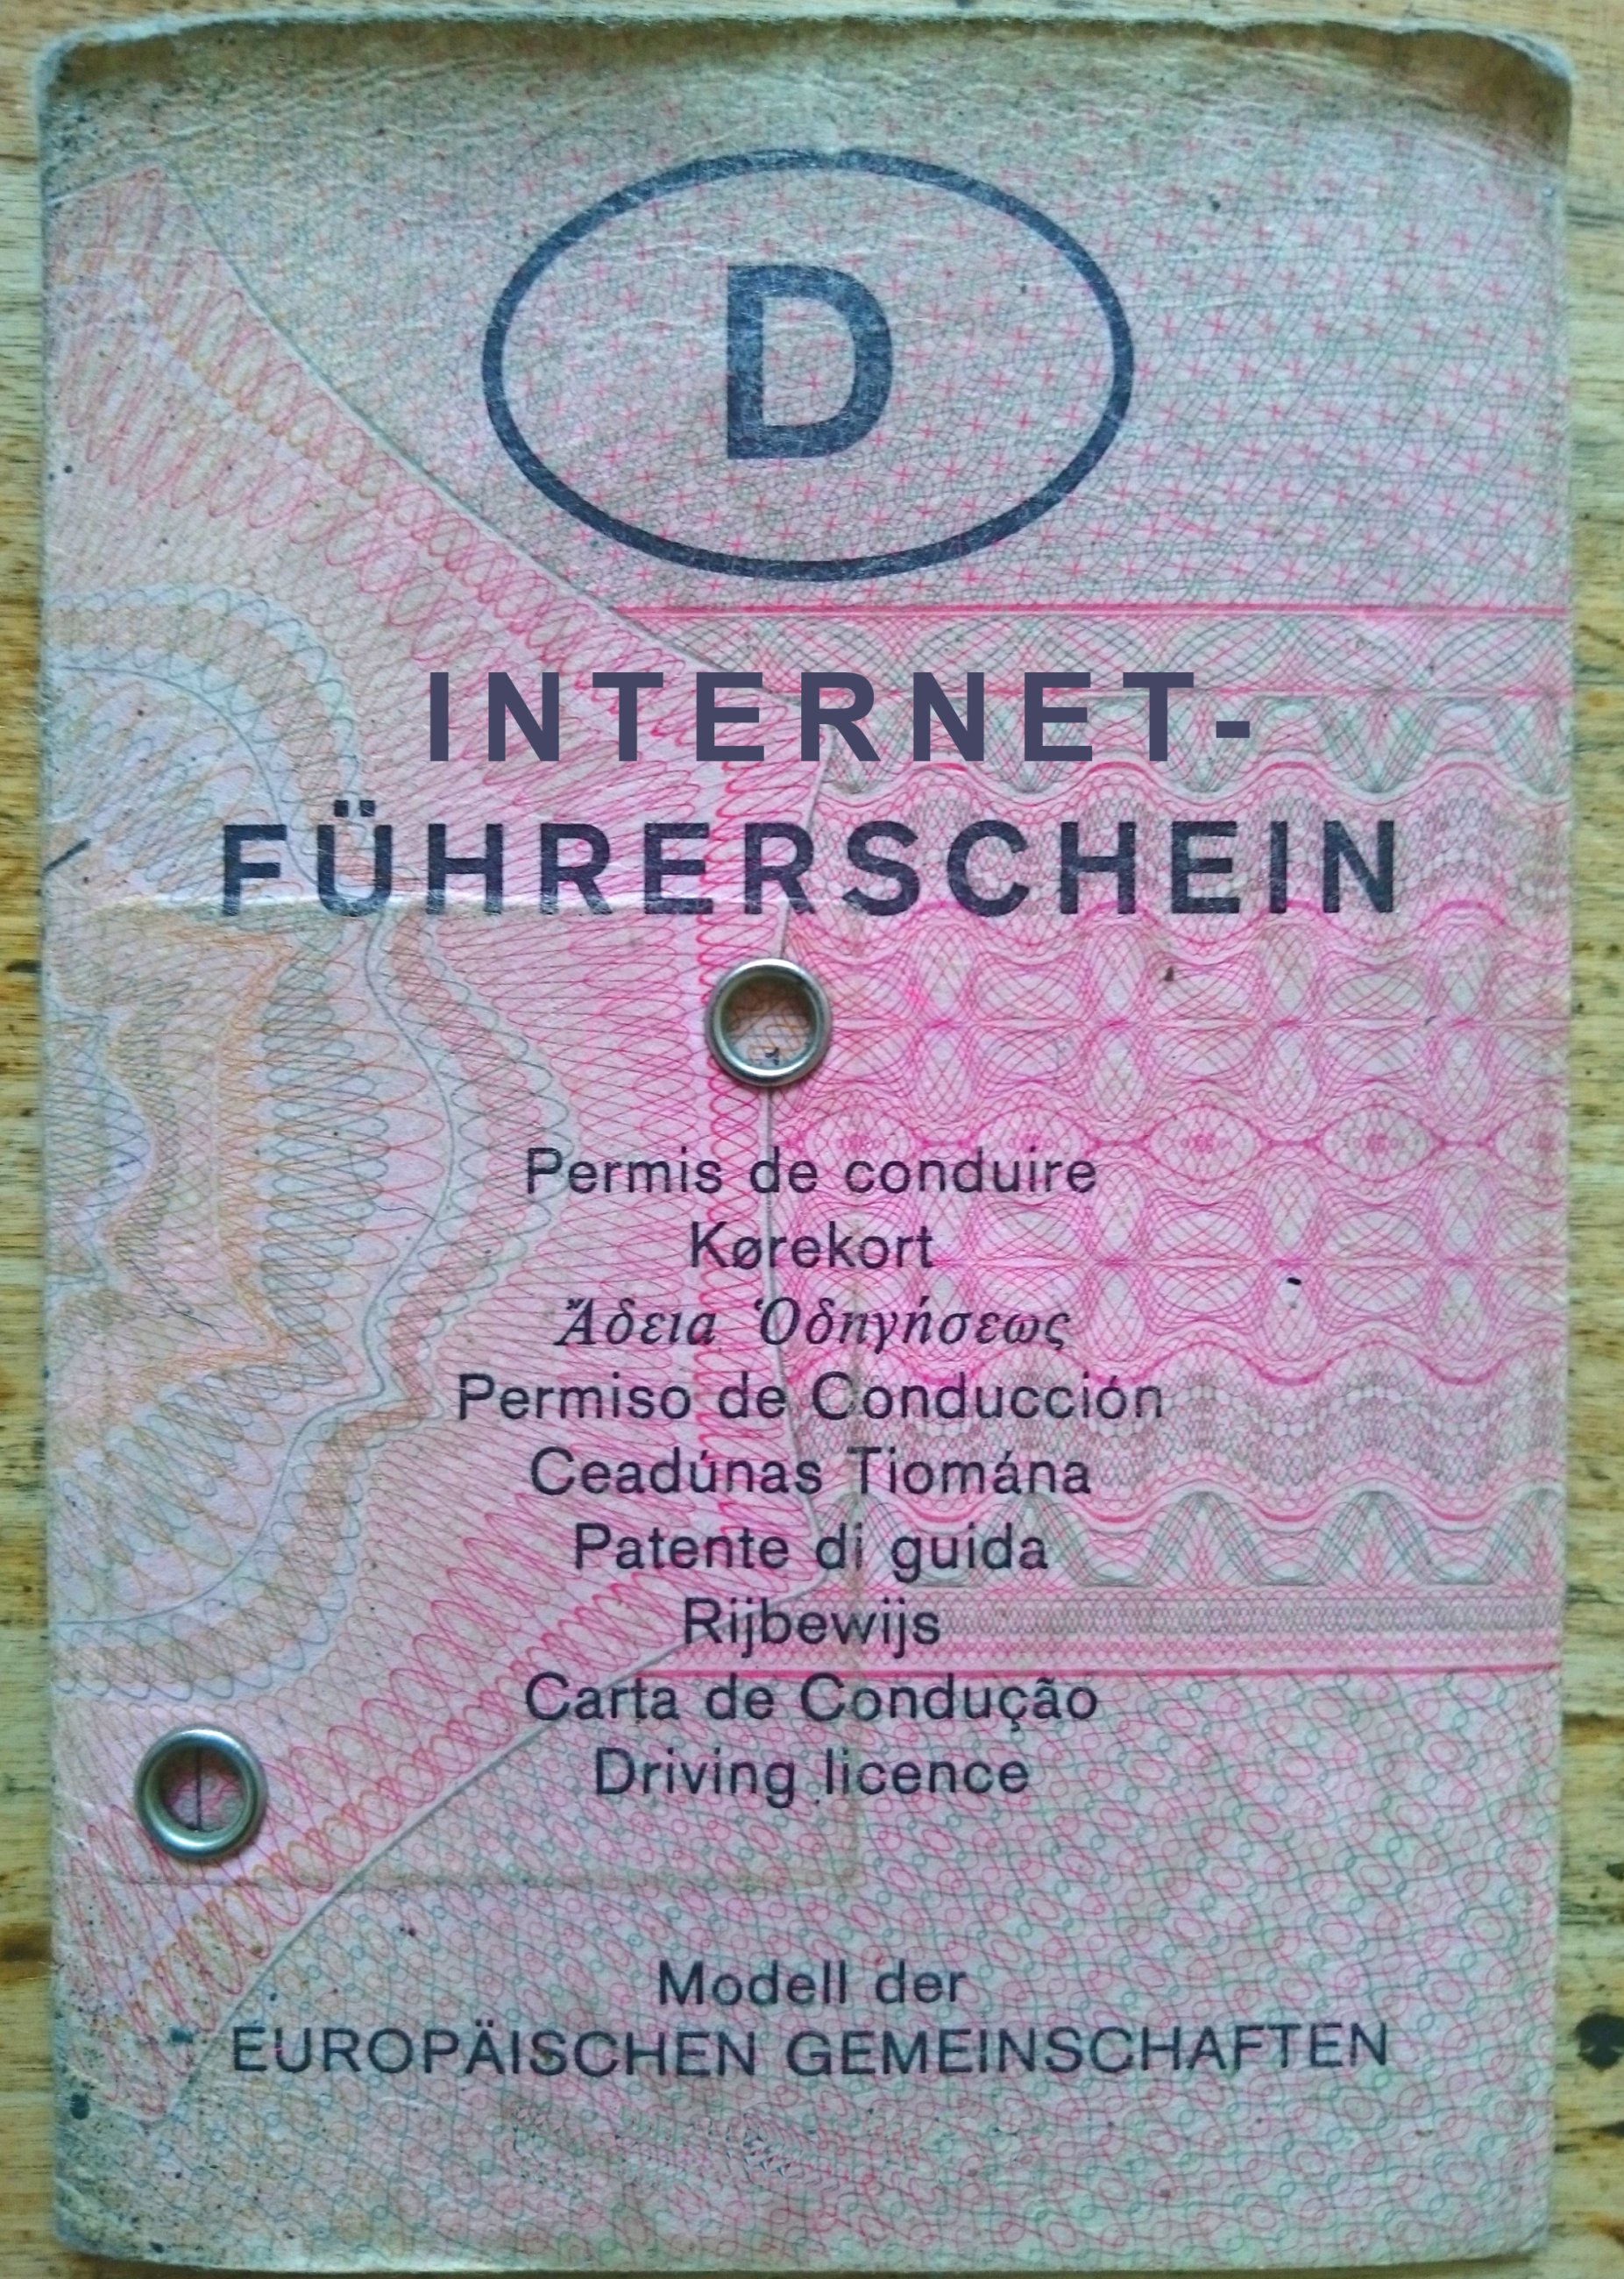 D
INTERNET-
FÜHRERSCHEIN
Permis de conduire
Kørekort
Ἄδεια Ὁδηγήσεως
Permiso de Conducción
Ceadúnas Tiomána
Patente di guida
Rijbewijs
Carta de Condução
Driving licence
Modell der
EUROPÄISCHEN GEMEINSCHAFTEN